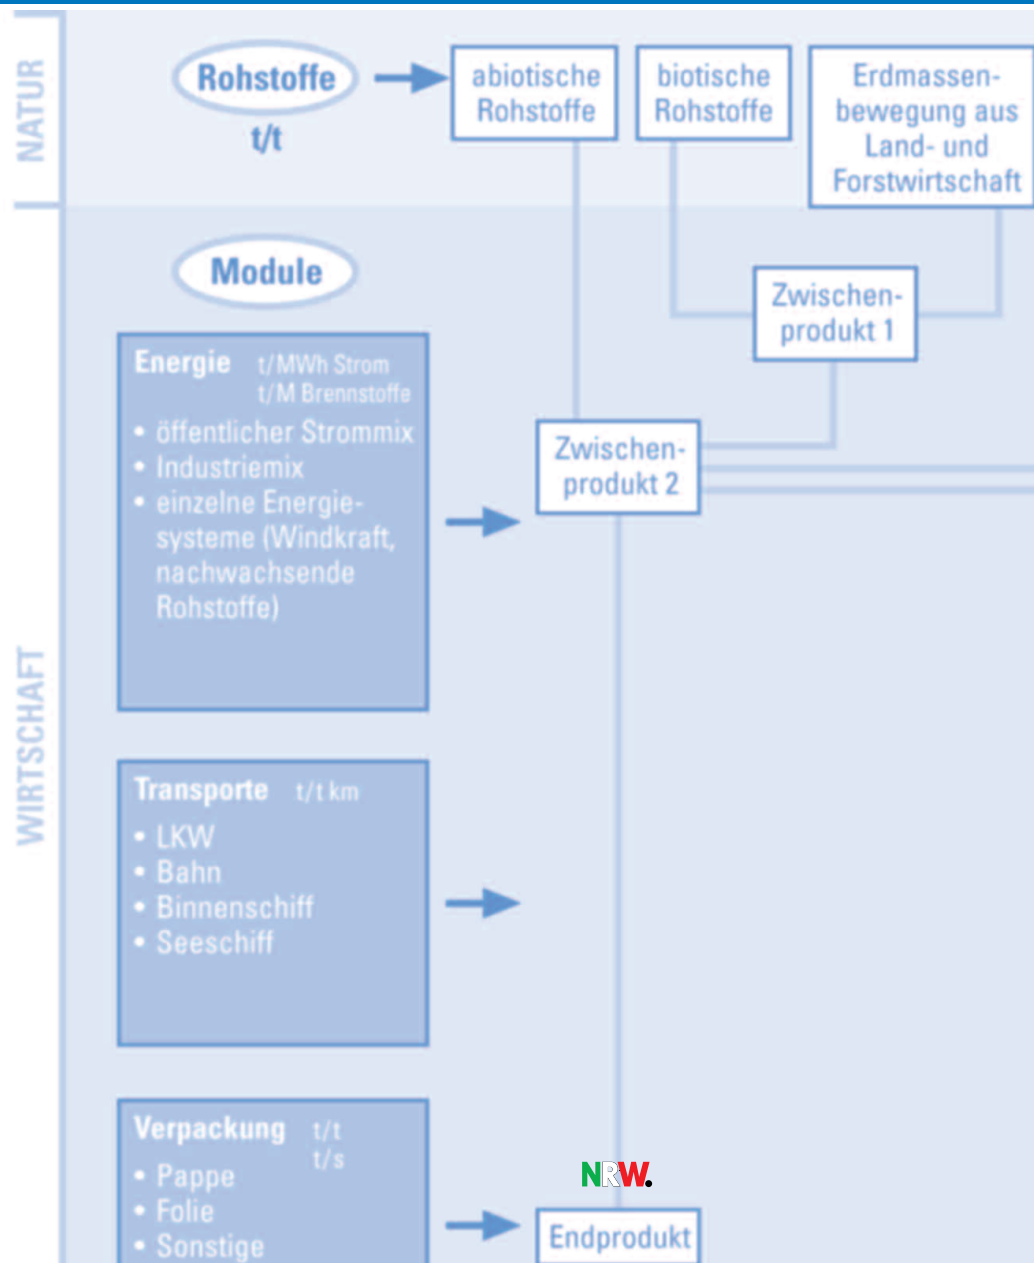 NATUR
Rohstoffe
t/t
abiotische
Rohstoffe
biotische
Rohstoffe
Erdmassen-
bewegung aus
Land- und
Forstwirtschaft
WIRTSCHAFT
Module
Zwischen-
produkt 1
Energie t/MWh Strom
t/M Brennstoffe
• öffentlicher Strommix
• Industriemix
• einzelne Energie-
systeme (Windkraft,
nachwachsende
Rohstoffe)
Zwischen-
produkt 2
Transporte t/t km
• LKW
• Bahn
• Binnenschiff
• Seeschiff
Verpackung t/t
t/s
• Pappe
• Folie
• Sonstige
NRW.
Endprodukt